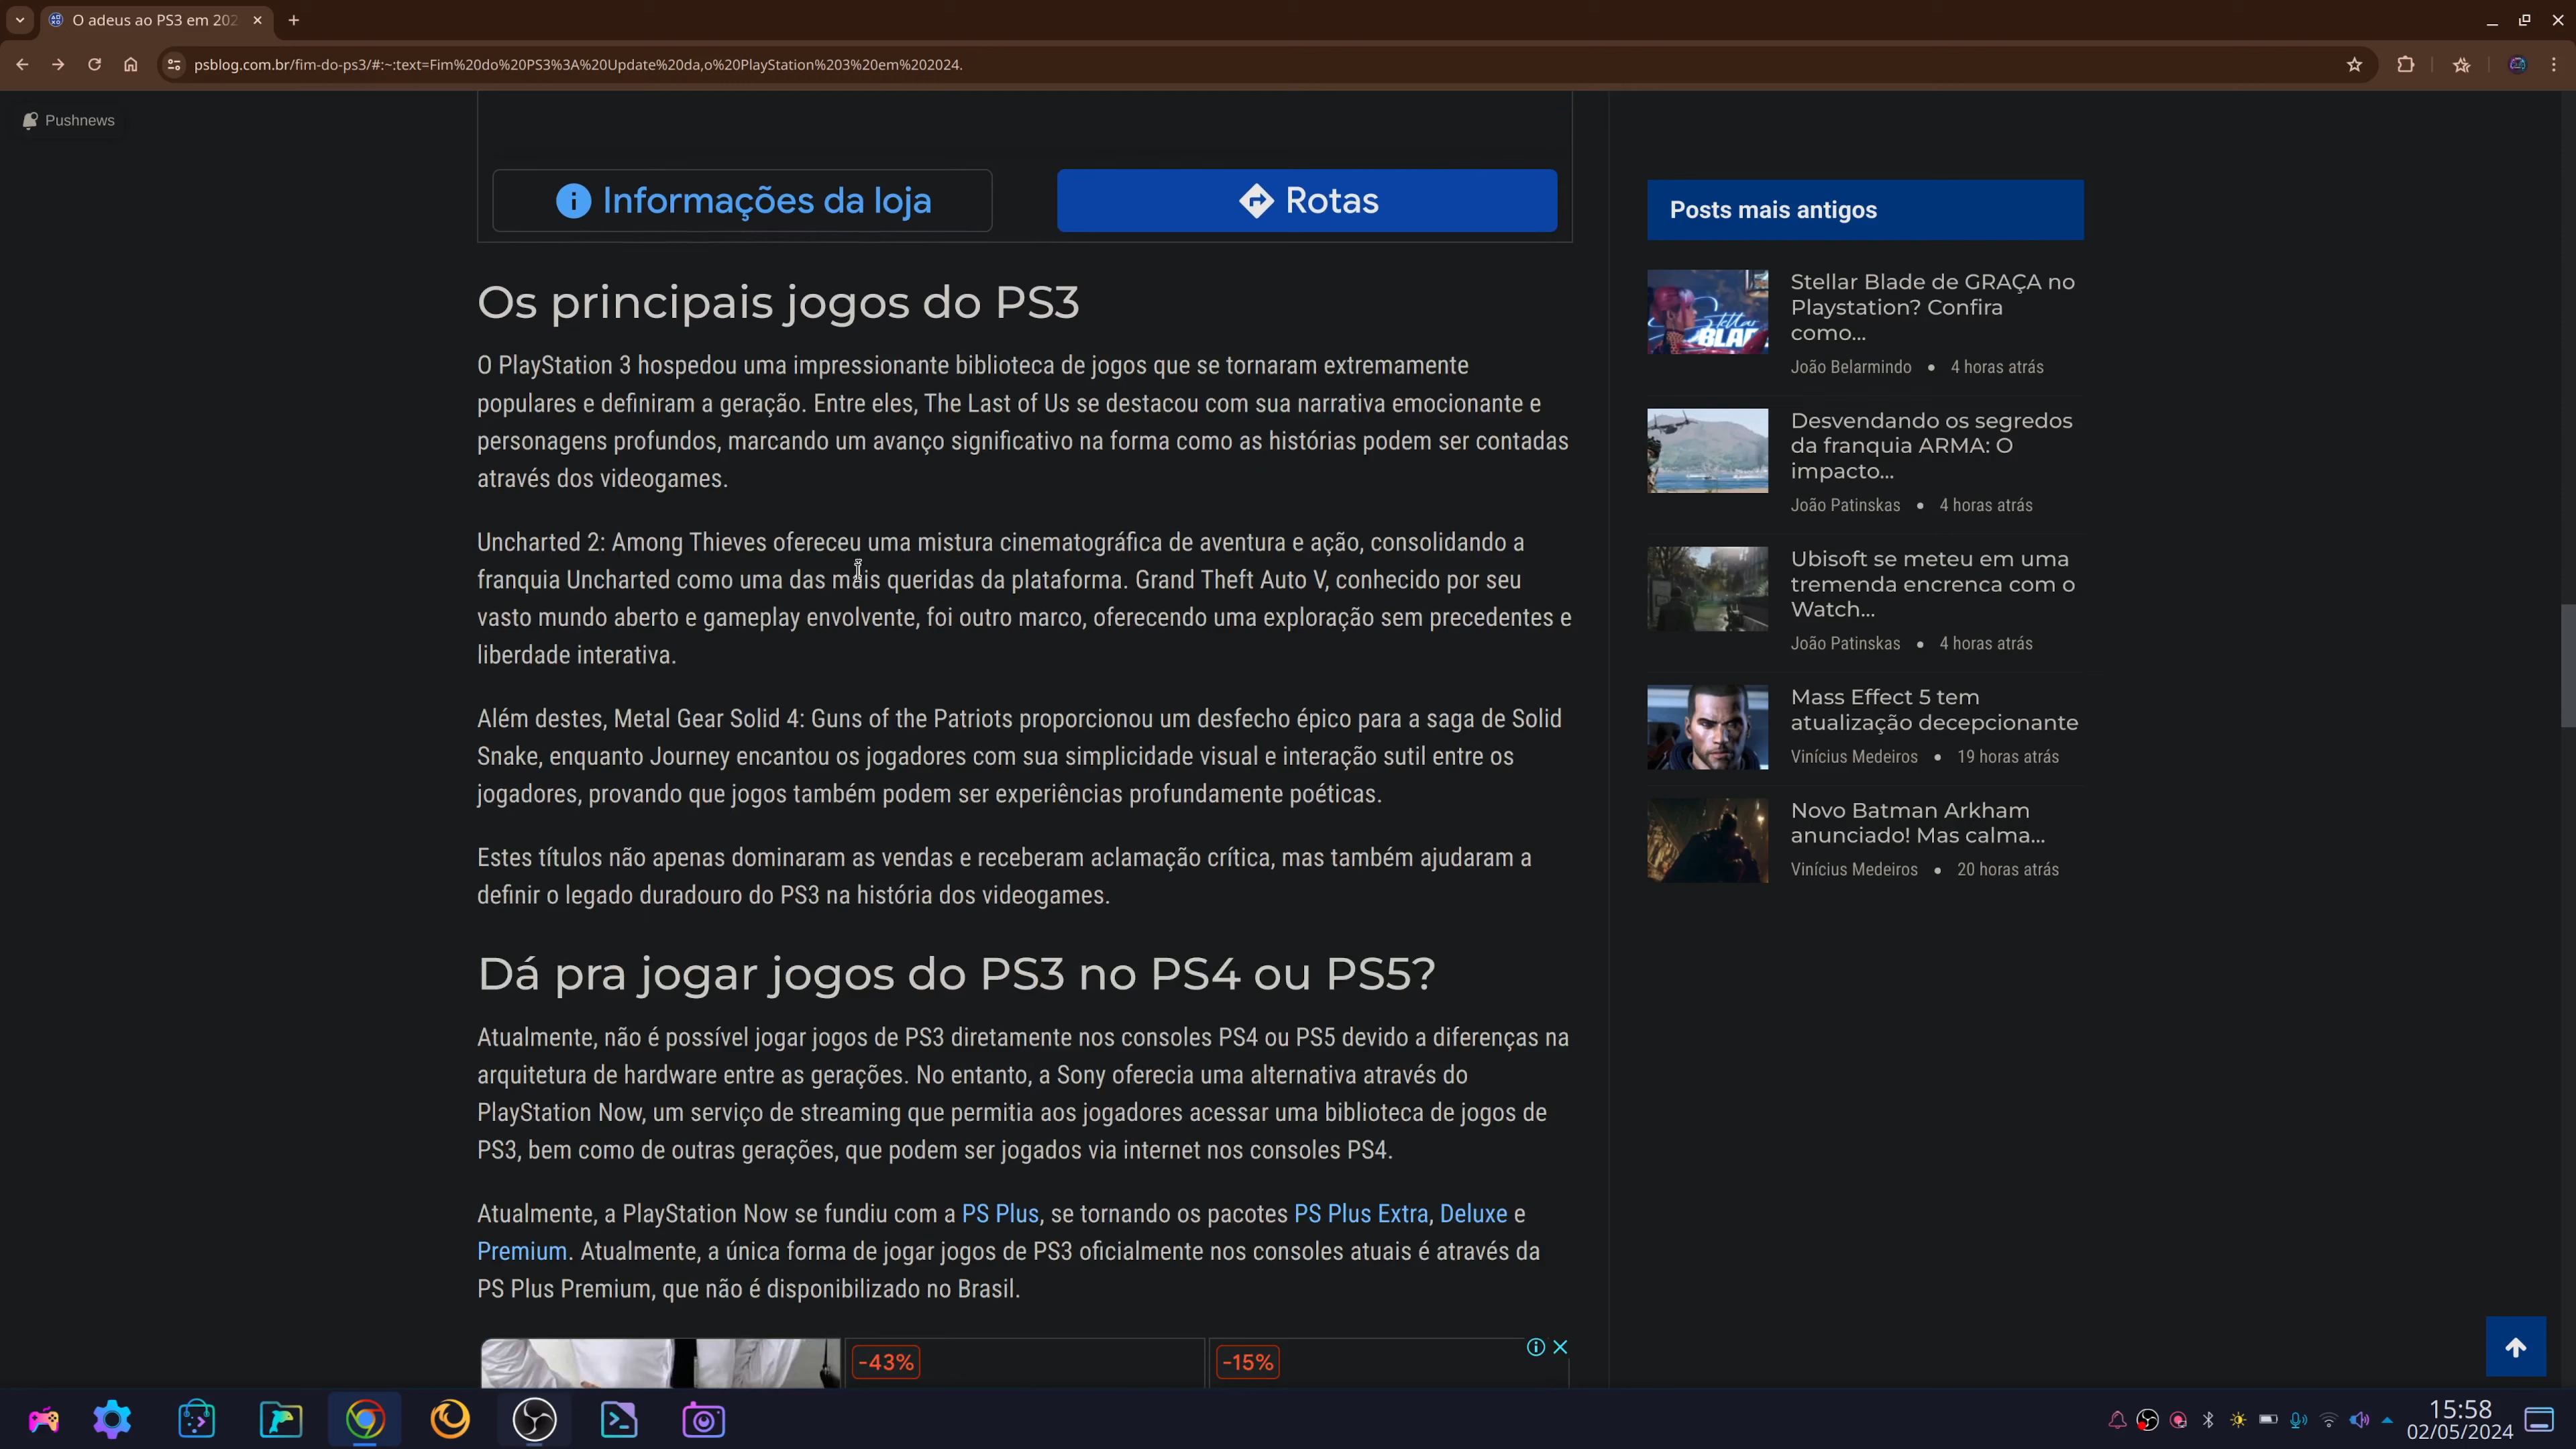 O adeus ao PS3 em 202
psblog.com.br/fim-do-ps3/#:~:text=Fim%20do%20PS3%3A%20Update%20da,o%20PlayStation%203%20em%202024.
Pushnews
Informações da loja
Rotas
Os principais jogos do PS3
O PlayStation 3 hospedou uma impressionante biblioteca de jogos que se tornaram extremamente
populares e definiram a geração. Entre eles, The Last of Us se destacou com sua narrativa emocionante e
personagens profundos, marcando um avanço significativo na forma como as histórias podem ser contadas
através dos videogames.
Uncharted 2: Among Thieves ofereceu uma mistura cinematográfica de aventura e ação, consolidando a
franquia Uncharted como uma das mais queridas da plataforma. Grand Theft Auto V, conhecido por seu
vasto mundo aberto e gameplay envolvente, foi outro marco, oferecendo uma exploração sem precedentes e
liberdade interativa.
Além destes, Metal Gear Solid 4: Guns of the Patriots proporcionou um desfecho épico para a saga de Solid
Snake, enquanto Journey encantou os jogadores com sua simplicidade visual e interação sutil entre os
jogadores, provando que jogos também podem ser experiências profundamente poéticas.
Estes títulos não apenas dominaram as vendas e receberam aclamação crítica, mas também ajudaram a
definir o legado duradouro do PS3 na história dos videogames.
Dá pra jogar jogos do PS3 no PS4 ou PS5?
Atualmente, não é possível jogar jogos de PS3 diretamente nos consoles PS4 ou PS5 devido a diferenças na
arquitetura de hardware entre as gerações. No entanto, a Sony oferecia uma alternativa através do
PlayStation Now, um serviço de streaming que permitia aos jogadores acessar uma biblioteca de jogos de
PS3, bem como de outras gerações, que podem ser jogados via internet nos consoles PS4.
Atualmente, a PlayStation Now se fundiu com a PS Plus, se tornando os pacotes PS Plus Extra, Deluxe e
Premium. Atualmente, a única forma de jogar jogos de PS3 oficialmente nos consoles atuais é através da
PS Plus Premium, que não é disponibilizado no Brasil.
-43%
-15%
Posts mais antigos
Stellar Blade de GRAÇA no
Playstation? Confira
como...
João Belarmindo • 4 horas atrás
Desvendando os segredos
da franquia ARMA: O
impacto...
João Patinskas • 4 horas atrás
Ubisoft se meteu em uma
tremenda encrenca com o
Watch...
João Patinskas • 4 horas atrás
Mass Effect 5 tem
atualização decepcionante
Vinícius Medeiros • 19 horas atrás
Novo Batman Arkham
anunciado! Mas calma...
Vinícius Medeiros • 20 horas atrás
15:58
02/05/2024